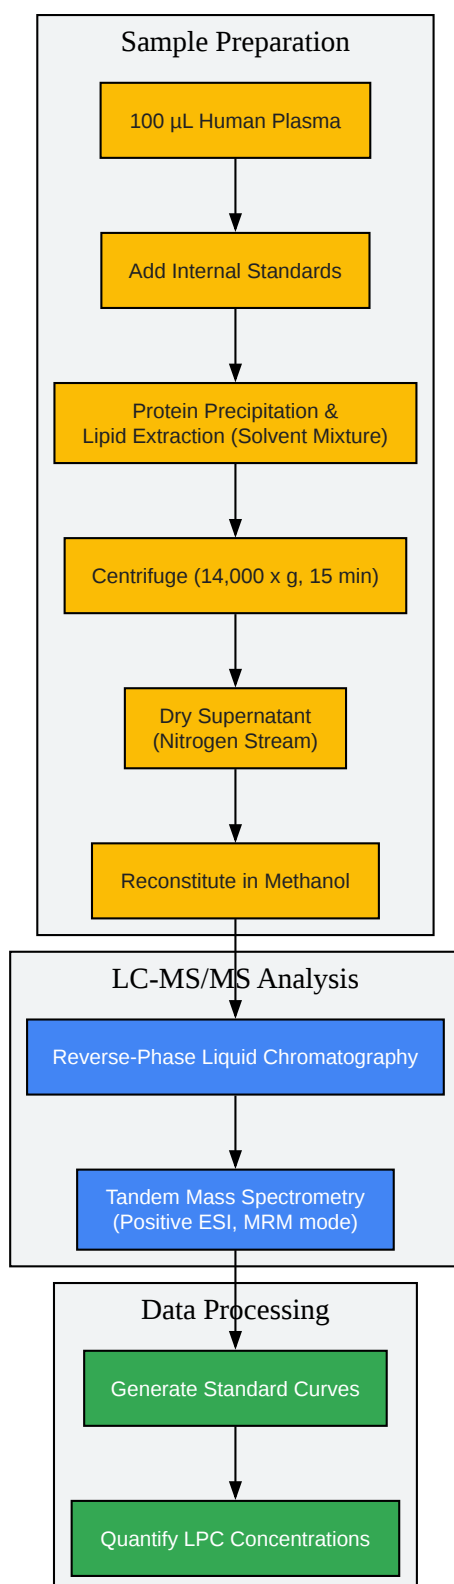 Sample Preparation
100 µL Human Plasma
Add Internal Standards
Protein Precipitation &
Lipid Extraction (Solvent Mixture)
Centrifuge (14,000 x g, 15 min)
Dry Supernatant
(Nitrogen Stream)
Reconstitute in Methanol
LC-MS/MS Analysis
Reverse-Phase Liquid Chromatography
Tandem Mass Spectrometry
(Positive ESI, MRM mode)
Data Processing
Generate Standard Curves
Quantify LPC Concentrations